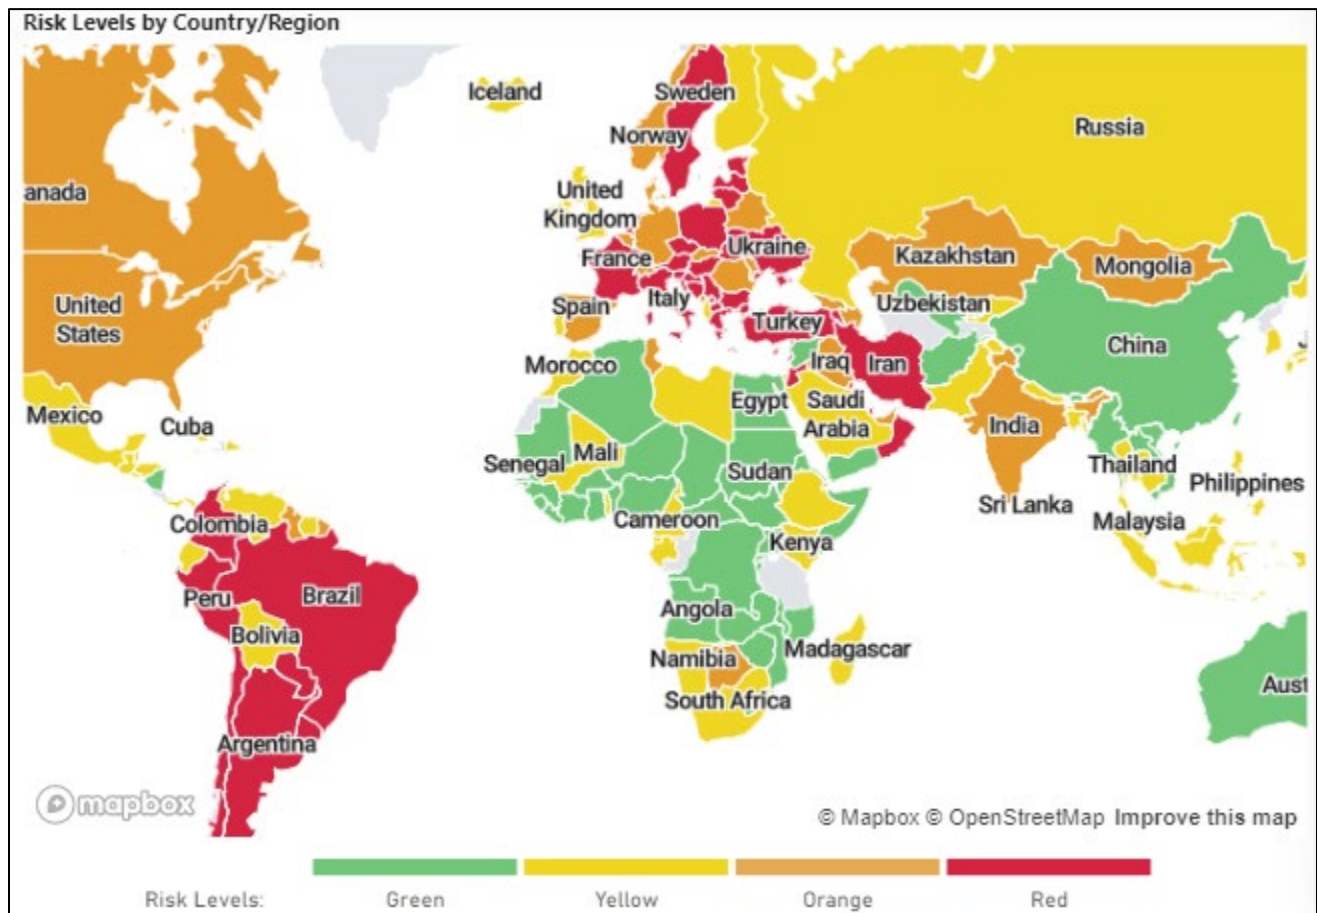 Risk Levels by Country/Region
Iceland
Sweden
Russia
Norway
anada
United
Kingdom
Ukraine
France
Kazakhstan
Mongolia
United
States
Spain
Italy
Uzbekistan
Turkey
China
J
Morocco
Iraq
Iran
Mexico
Cuba
Egypt
Saudi
Arabia
India
Mali
Senegal
Sudan
Thailand
Philippines
Sri Lanka
Malaysia
Colombia
Cameroon
Kenya
Peru
Brazil
Angola
Bolivia
Namibia
Madagascar
South Africa
Aust
Argentina
mapbox
© Mapbox © OpenStreetMap Improve this map
Risk Levels: Green Yellow Orange Red